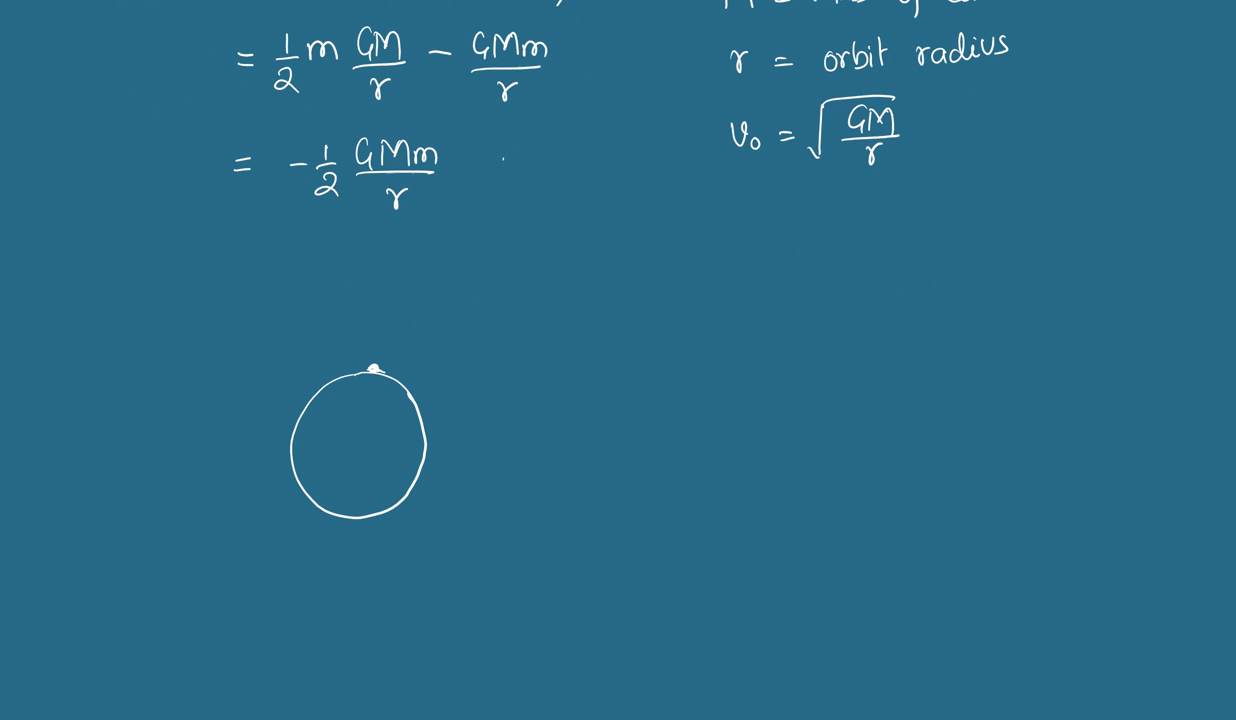 = 1/2 m GM/r - GMm/r
= -1/2 GMm/r
r = orbit radius
v₀ = √(GM/r)